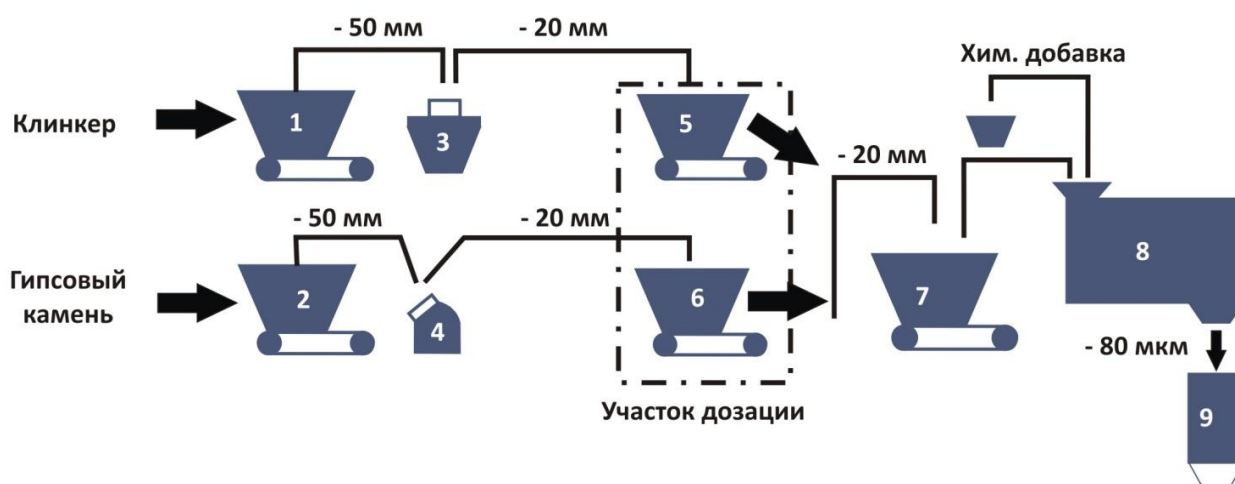 - 50 мм
- 20 мм
Хим. добавка
Клинкер
1
3
5
- 20 мм
- 50 мм
- 20 мм
Гипсовый
камень
2
4
6
7
8
- 80 мкм
Участок дозации
9